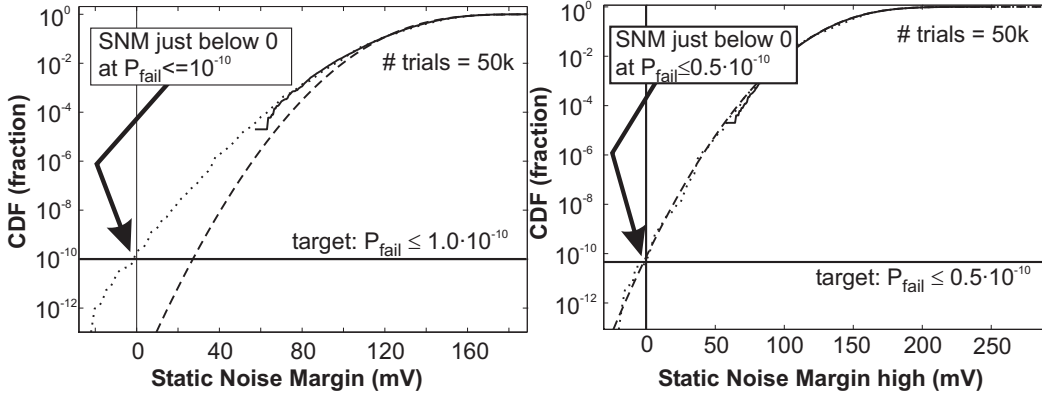 10⁰
10⁻²
10⁻⁴
10⁻⁶
10⁻⁸
10⁻¹⁰
10⁻¹²
CDF (fraction)
SNM just below 0
at P_fail<=10⁻¹⁰
# trials = 50k
target: P_fail ≤ 1.0·10⁻¹⁰
0 40 80 120 160
Static Noise Margin (mV)
10⁰
10⁻²
10⁻⁴
10⁻⁶
10⁻⁸
10⁻¹⁰
10⁻¹²
CDF (fraction)
SNM just below 0
at P_fail≤0.5·10⁻¹⁰
# trials = 50k
target: P_fail ≤ 0.5·10⁻¹⁰
0 50 100 150 200 250
Static Noise Margin high (mV)